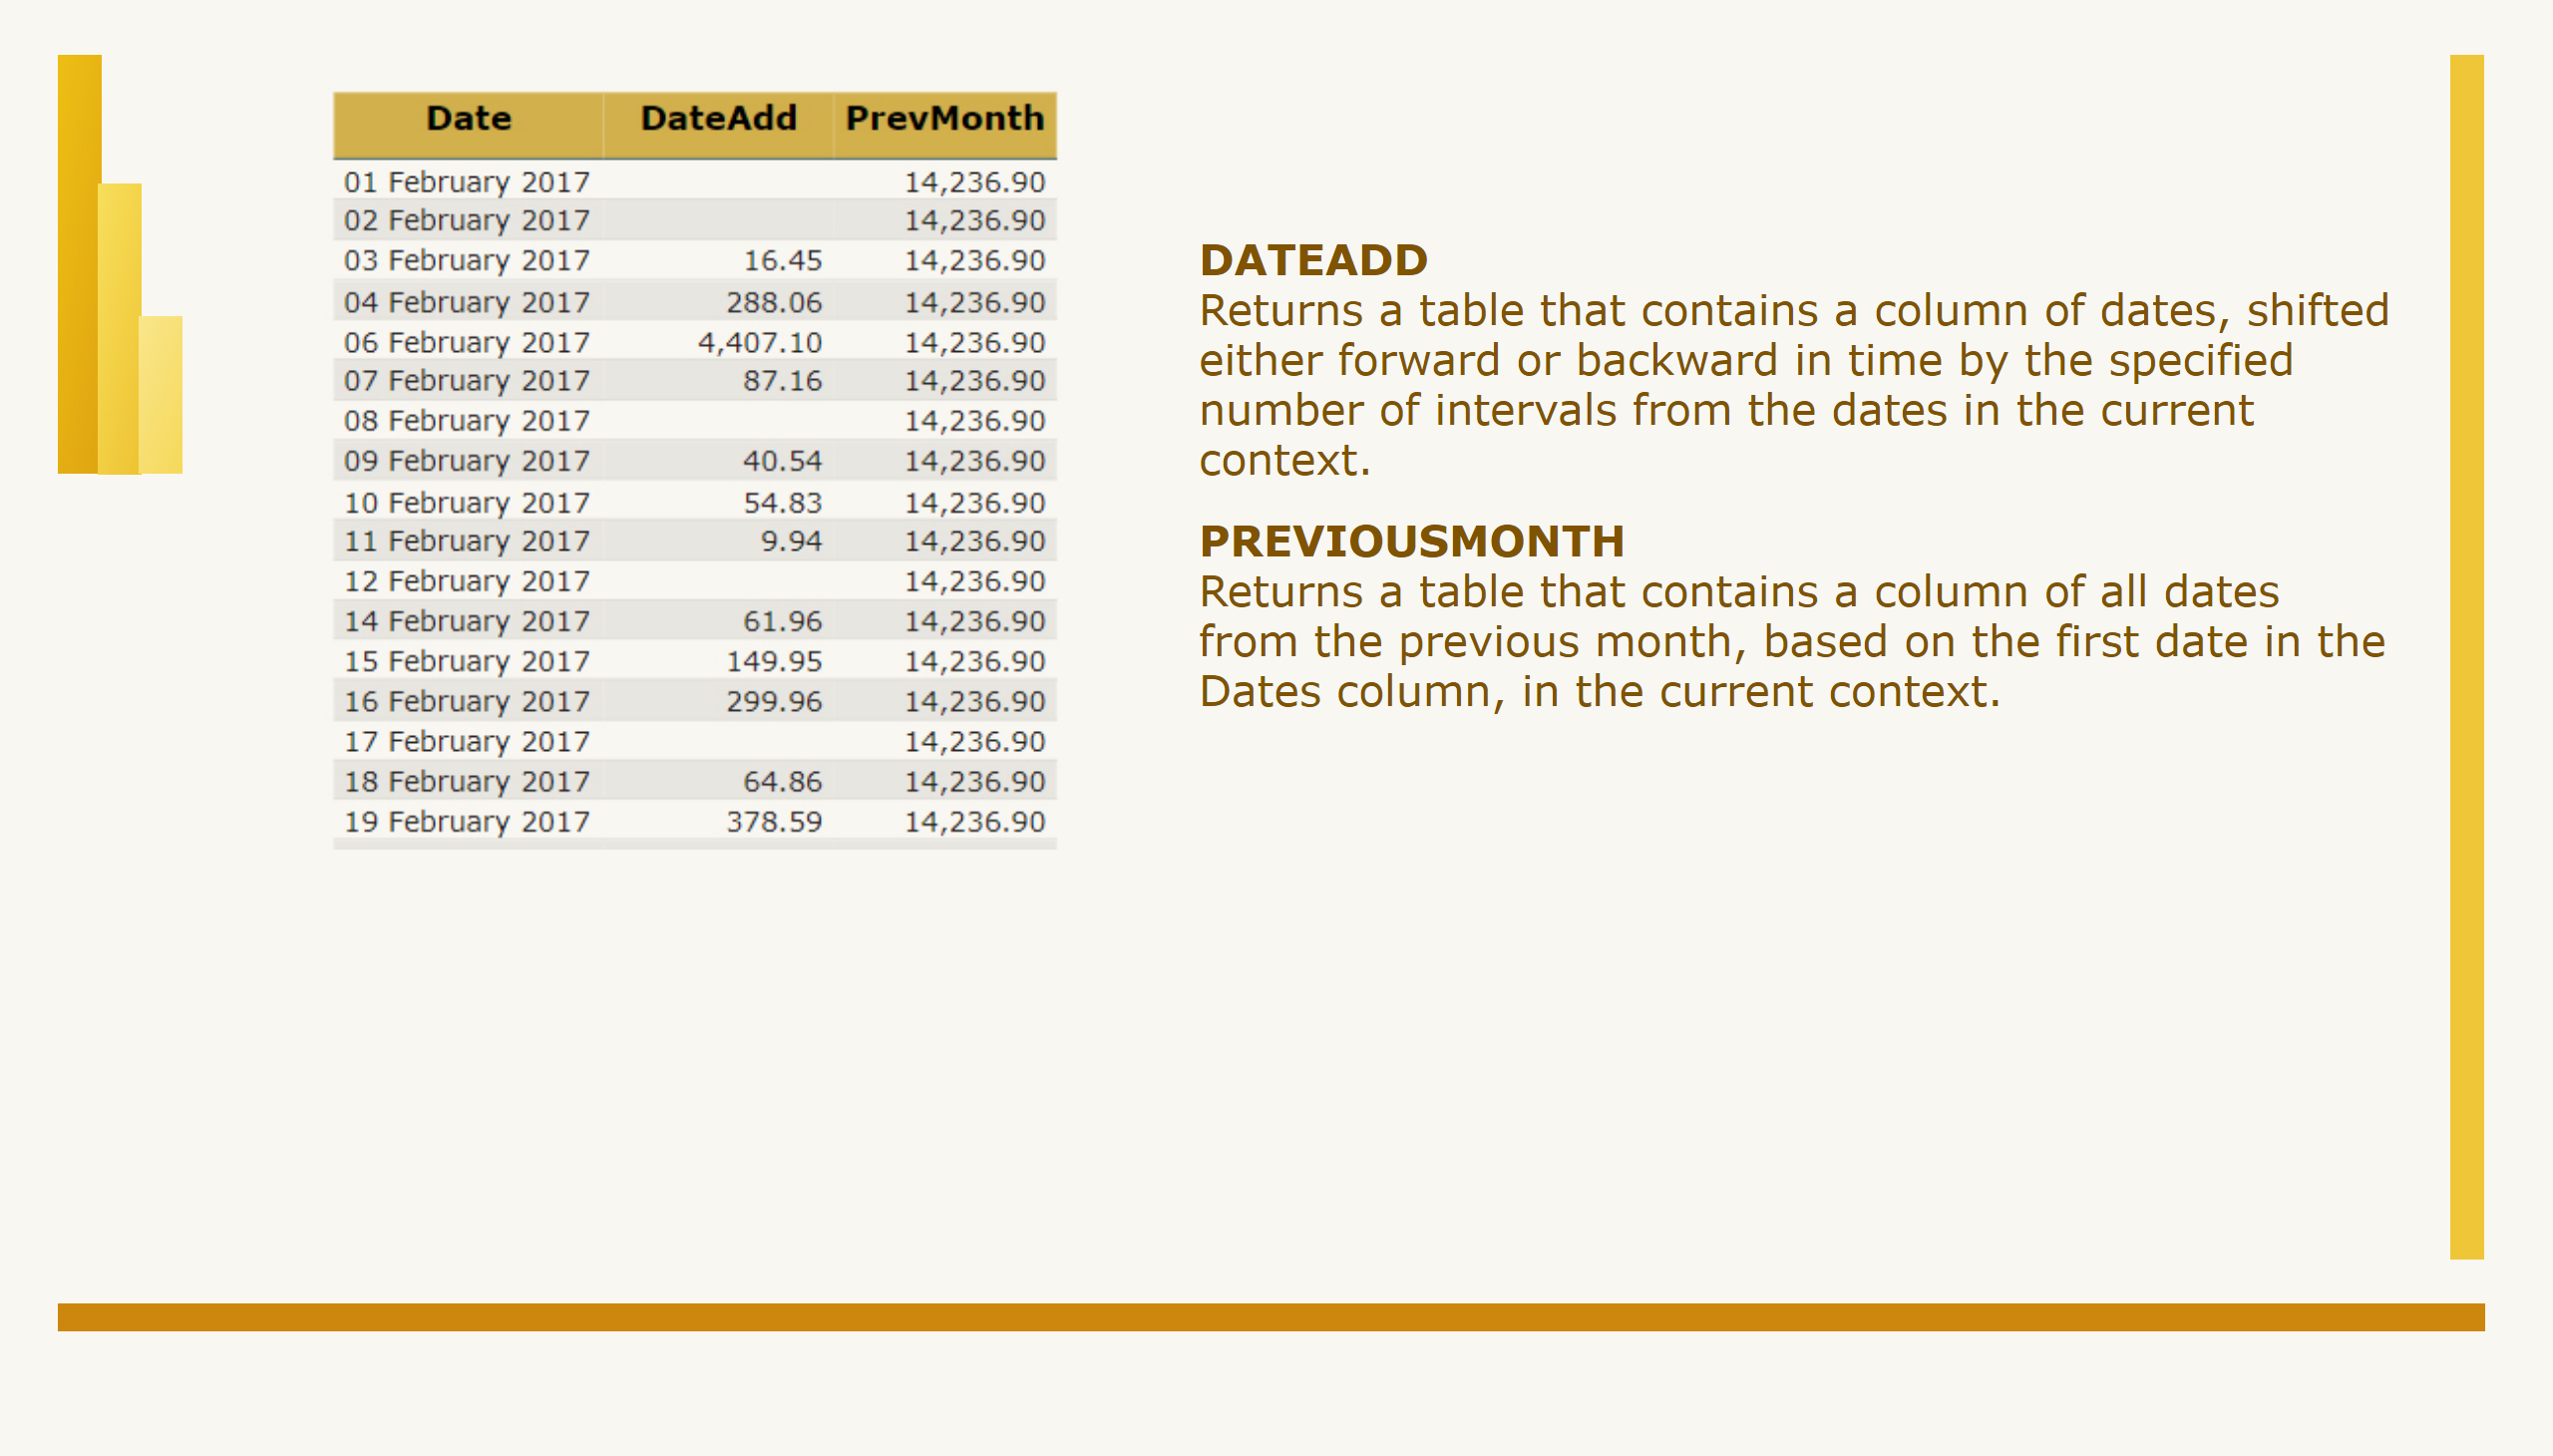 Date DateAdd PrevMonth
01 February 2017 14,236.90
02 February 2017 14,236.90
03 February 2017 16.45 14,236.90
04 February 2017 288.06 14,236.90
06 February 2017 4,407.10 14,236.90
07 February 2017 87.16 14,236.90
08 February 2017 14,236.90
09 February 2017 40.54 14,236.90
10 February 2017 54.83 14,236.90
11 February 2017 9.94 14,236.90
12 February 2017 14,236.90
14 February 2017 61.96 14,236.90
15 February 2017 149.95 14,236.90
16 February 2017 299.96 14,236.90
17 February 2017 14,236.90
18 February 2017 64.86 14,236.90
19 February 2017 378.59 14,236.90
DATEADD
Returns a table that contains a column of dates, shifted
either forward or backward in time by the specified
number of intervals from the dates in the current
context.
PREVIOUSMONTH
Returns a table that contains a column of all dates
from the previous month, based on the first date in the
Dates column, in the current context.